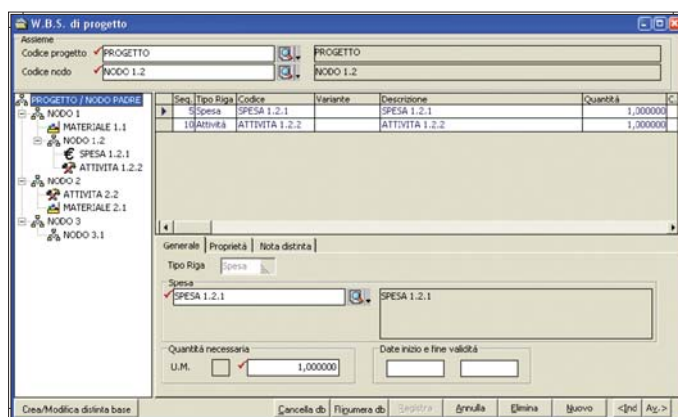 W.B.S. di progetto
Assieme
Codice progetto PROGETTO PROGETTO
Codice nodo NODO 1.2 NODO 1.2
PROGETTO / NODO PADRE
NODO 1
MATERIALE 1.1
NODO 1.2
SPESA 1.2.1
ATTIVITA 1.2.2
NODO 2
ATTIVITA 2.2
MATERIALE 2.1
NODO 3
NODO 3.1
Seq. Tipo Riga Codice Variante Descrizione Quantità C.
5 Spesa SPESA 1.2.1 SPESA 1.2.1 1,000000
10 Attività ATTIVITA 1.2.2 ATTIVITA 1.2.2 1,000000
Generale Proprietà Nota distinta
Tipo Riga Spesa
Spesa
SPESA 1.2.1 SPESA 1.2.1
Quantità necessaria Date inizio e fine validità
U.M. 1,000000
Crea/Modifica distinta base Cancella db Rinumera db Registra Annulla Elimina Nuovo <Ind Av.>